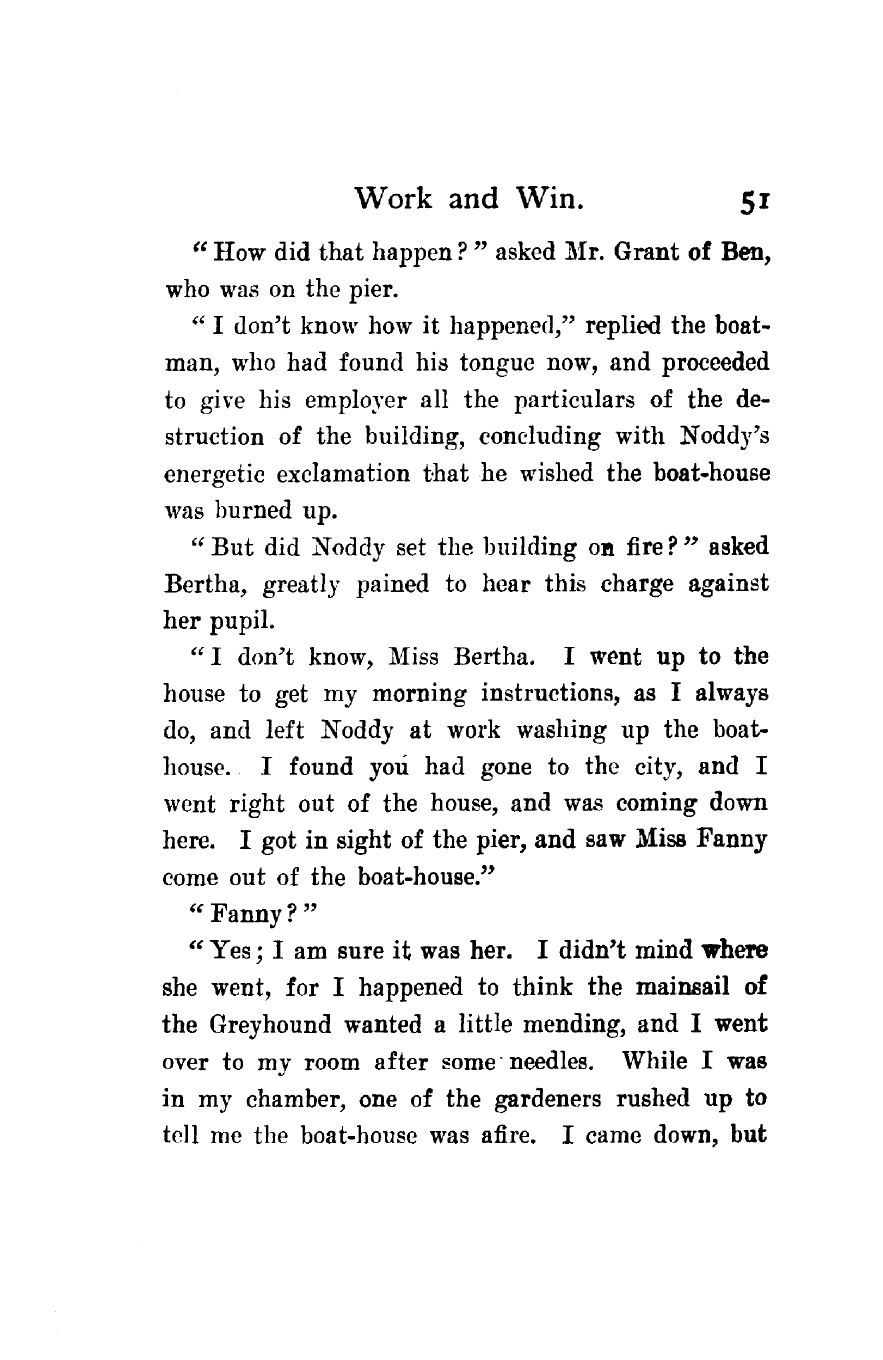 Work and Win. 51
“ How did that happen ? ” asked Mr. Grant of Ben,
who was on the pier.
“ I don’t know how it happened,” replied the boat-
man, who had found his tongue now, and proceeded
to give his employer all the particulars of the de-
struction of the building, concluding with Noddy’s
energetic exclamation that he wished the boat-house
was burned up.
“ But did Noddy set the building on fire ? ” asked
Bertha, greatly pained to hear this charge against
her pupil.
“ I don’t know, Miss Bertha. I went up to the
house to get my morning instructions, as I always
do, and left Noddy at work washing up the boat-
house. I found you had gone to the city, and I
went right out of the house, and was coming down
here. I got in sight of the pier, and saw Miss Fanny
come out of the boat-house.”
“ Fanny ? ”
“ Yes ; I am sure it was her. I didn’t mind where
she went, for I happened to think the mainsail of
the Greyhound wanted a little mending, and I went
over to my room after some needles. While I was
in my chamber, one of the gardeners rushed up to
tell me the boat-house was afire. I came down, but